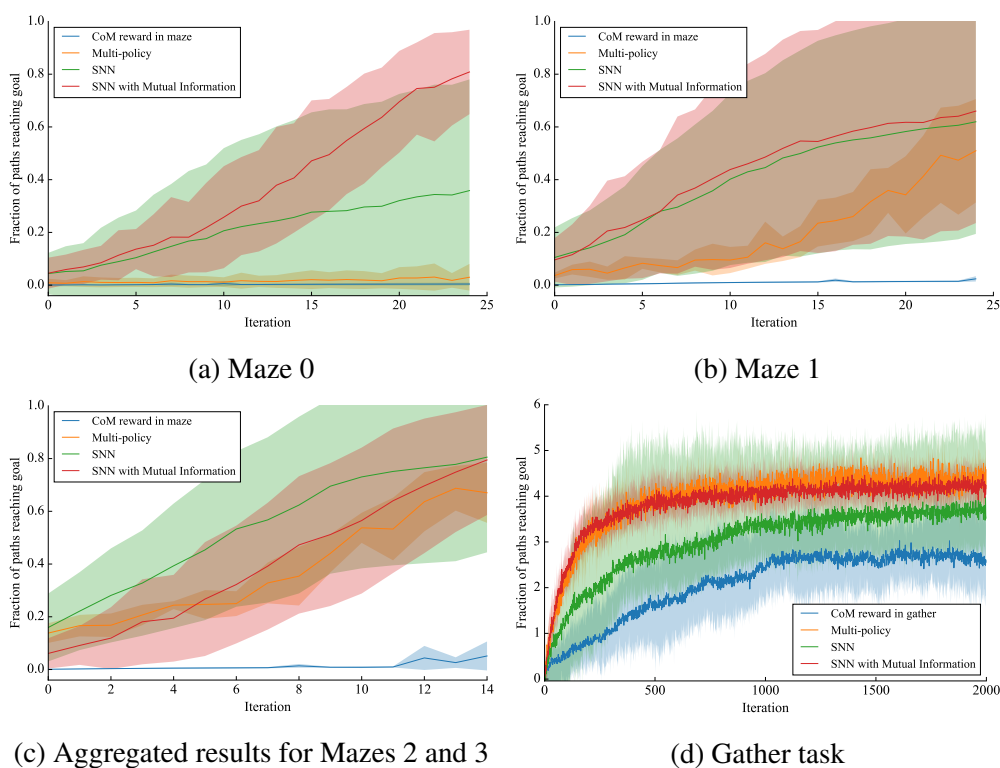 1.0
0.8
0.6
0.4
0.2
0.0
Fraction of paths reaching goal
CoM reward in maze
Multi-policy
SNN
SNN with Mutual Information
0 5 10 15 20 25
Iteration
(a) Maze 0
1.0
0.8
0.6
0.4
0.2
0.0
Fraction of paths reaching goal
CoM reward in maze
Multi-policy
SNN
SNN with Mutual Information
0 5 10 15 20 25
Iteration
(b) Maze 1
1.0
0.8
0.6
0.4
0.2
0.0
Fraction of paths reaching goal
CoM reward in maze
Multi-policy
SNN
SNN with Mutual Information
0 2 4 6 8 10 12 14
Iteration
(c) Aggregated results for Mazes 2 and 3
6
5
4
3
2
1
0
Fraction of paths reaching goal
CoM reward in gather
Multi-policy
SNN
SNN with Mutual Information
0 500 1000 1500 2000
Iteration
(d) Gather task